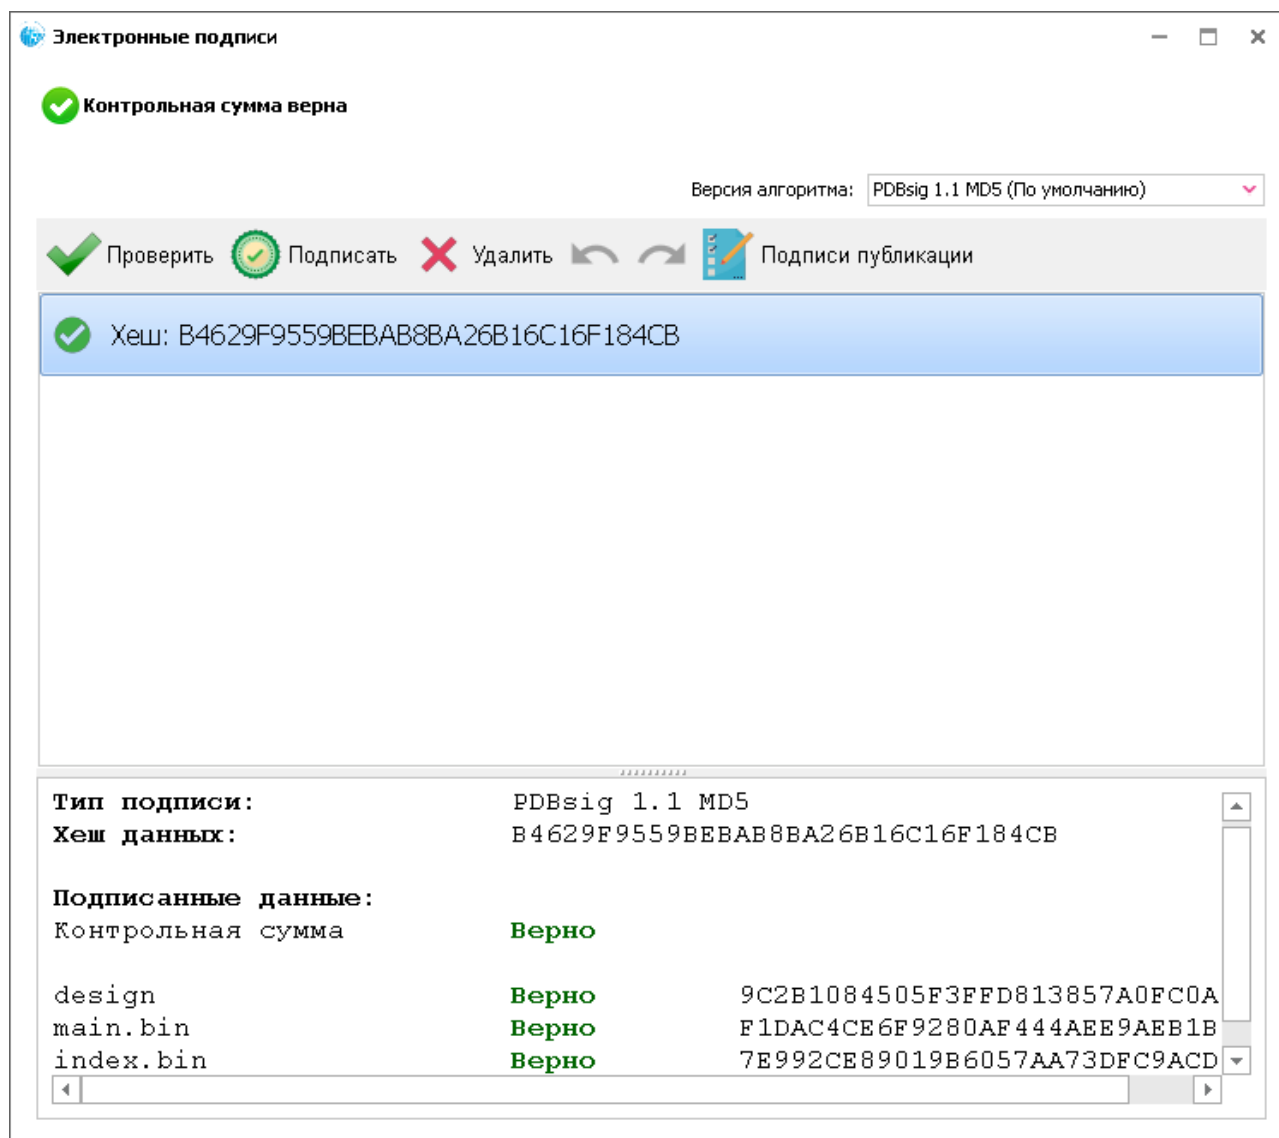 Электронные подписи
Контрольная сумма верна
Версия алгоритма: PDBsig 1.1 MD5 (По умолчанию)
Проверить Подписать Удалить Подписи публикации
Хеш: B4629F9559BEBAB8BA26B16C16F184CB
Тип подписи: PDBsig 1.1 MD5
Хеш данных: B4629F9559BEBAB8BA26B16C16F184CB
Подписанные данные:
Контрольная сумма Верно
design Верно 9C2B1084505F3FFD813857A0FC0A
main.bin Верно F1DAC4CE6F9280AF444AEE9AEB1B
index.bin Верно 7E992CE89019B6057AA73DFC9ACD